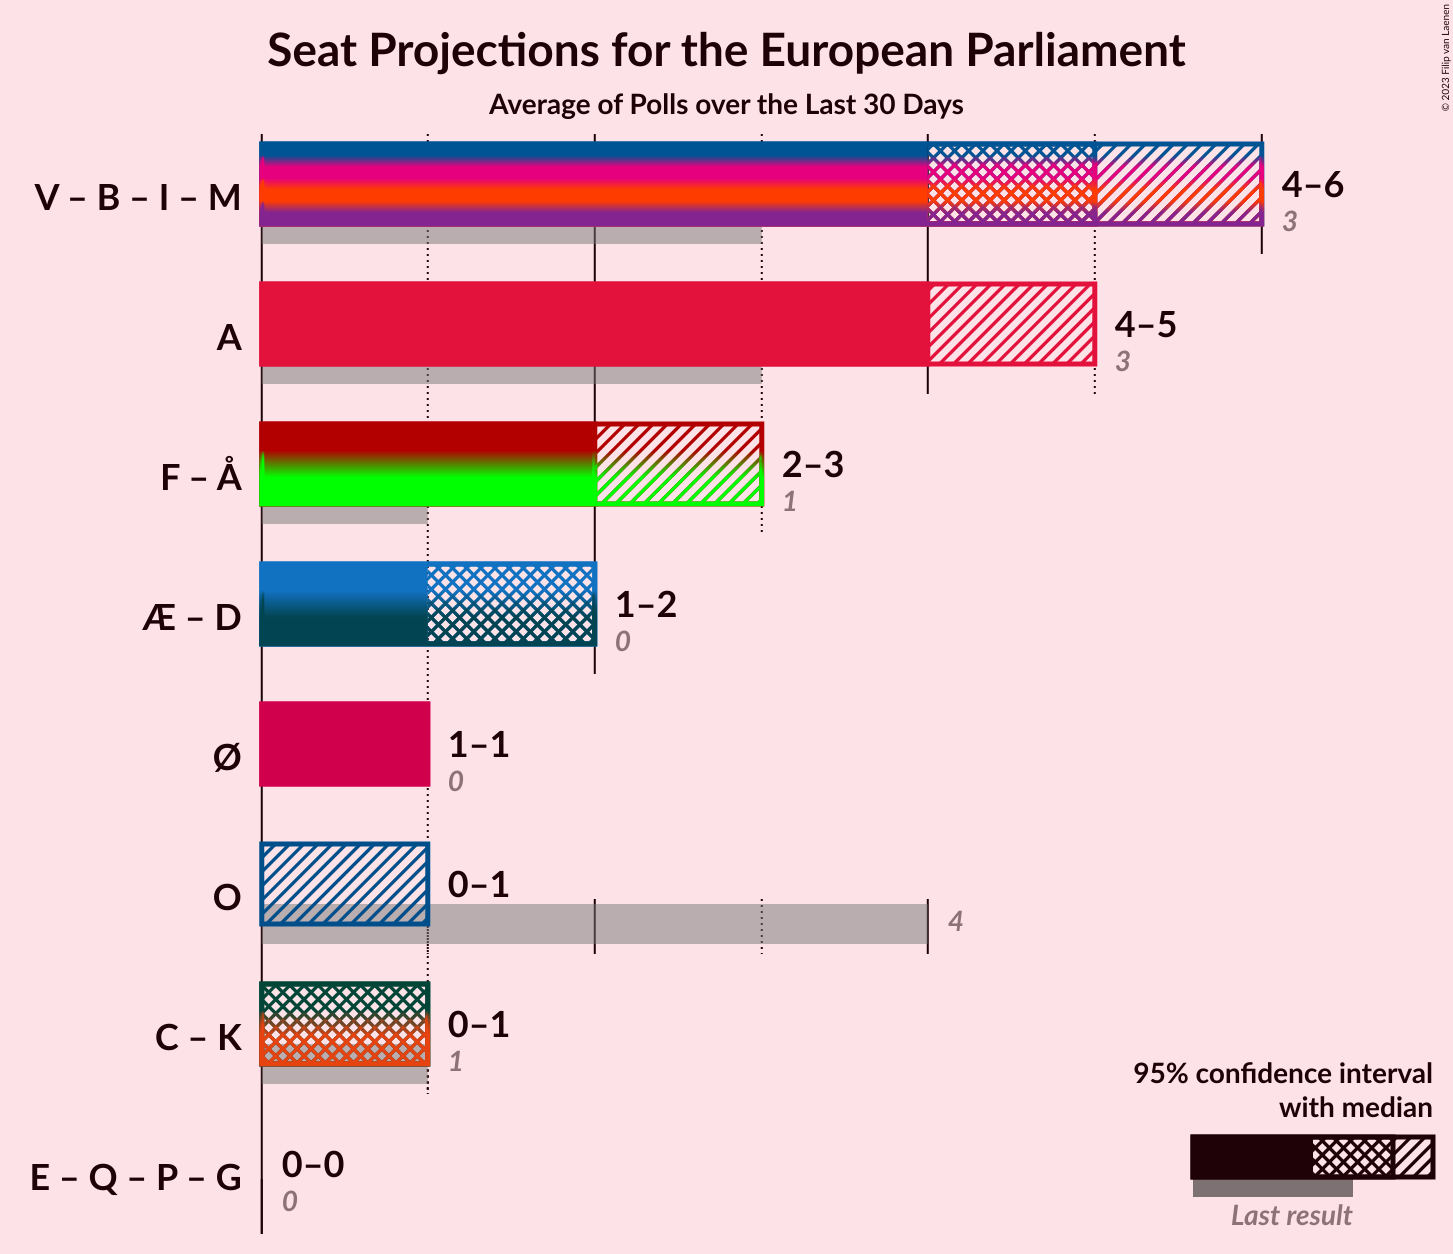 Seat Projections for the European Parliament
Average of Polls over the Last 30 Days
© 2023 Filip van Laenen
V – B – I – M
4–6
3
A
4–5
3
F – Å
2–3
1
Æ – D
1–2
0
Ø
1–1
0
O
0–1
4
C – K
0–1
1
E – Q – P – G
0–0
0
95% confidence interval
with median
Last result